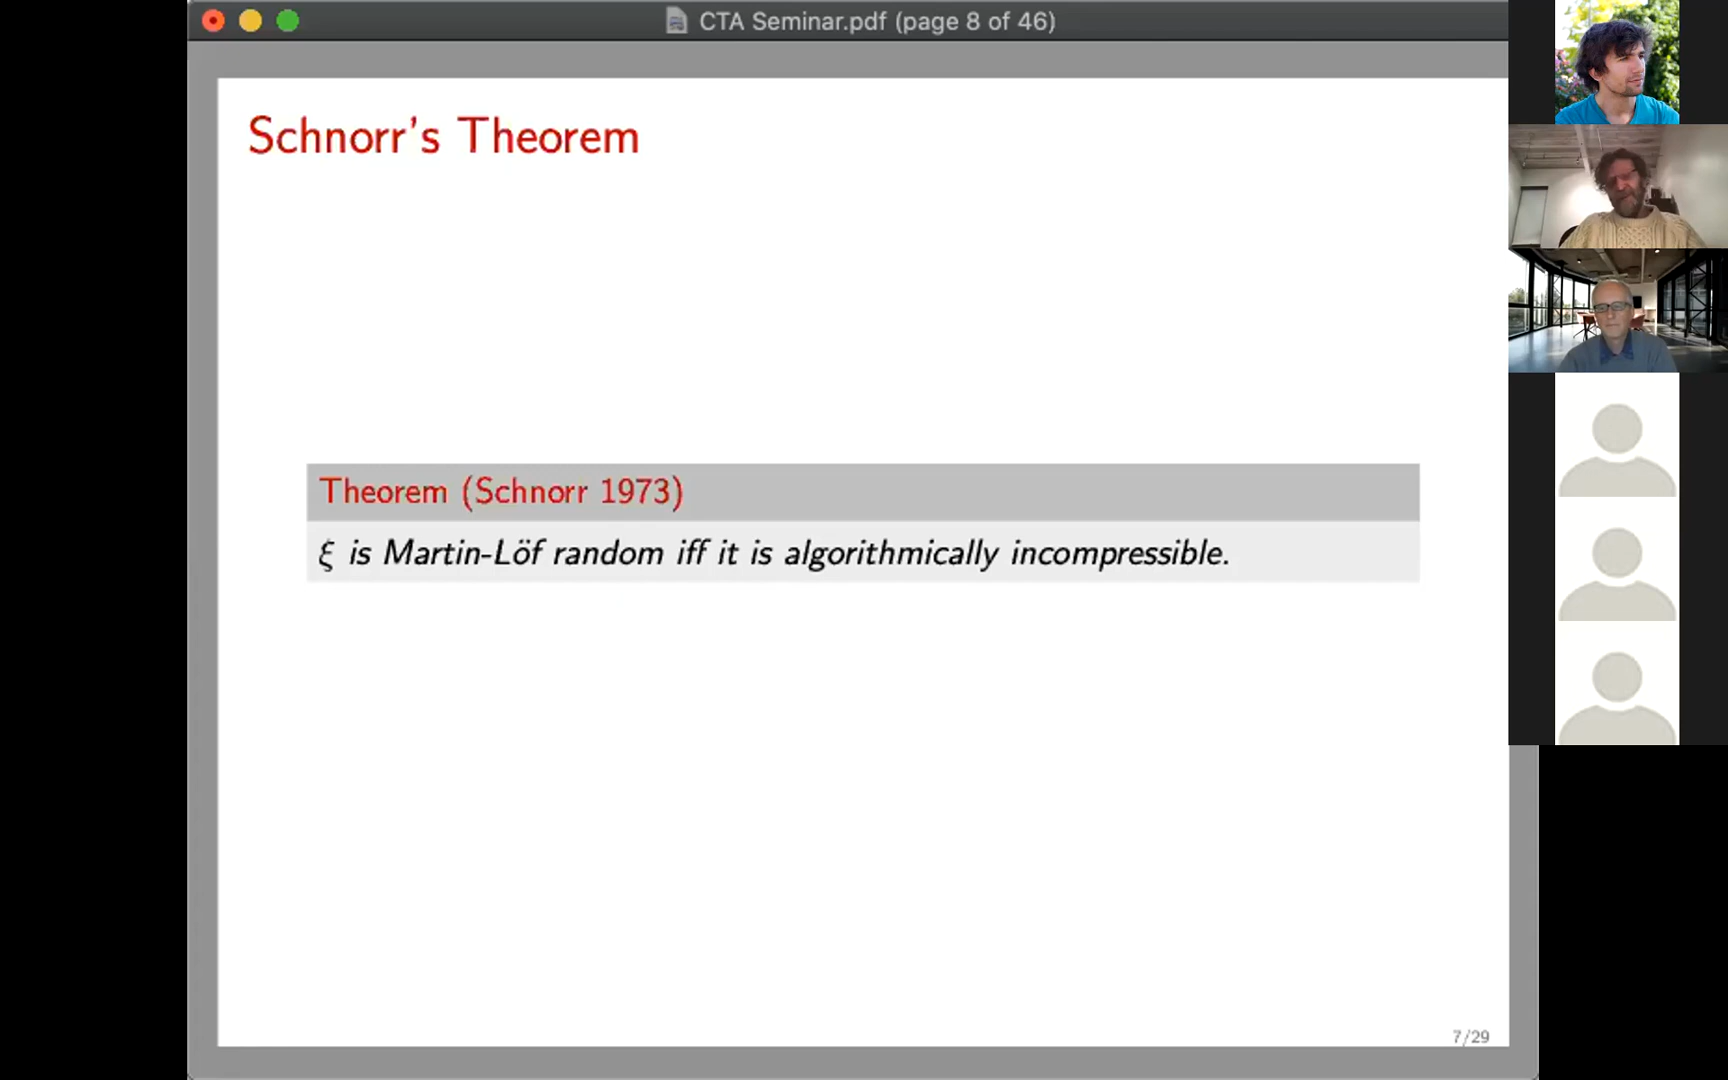 CTA Seminar.pdf (page 8 of 46)
Schnorr's Theorem
Theorem (Schnorr 1973)
ξ is Martin-Löf random iff it is algorithmically incompressible.
7/29